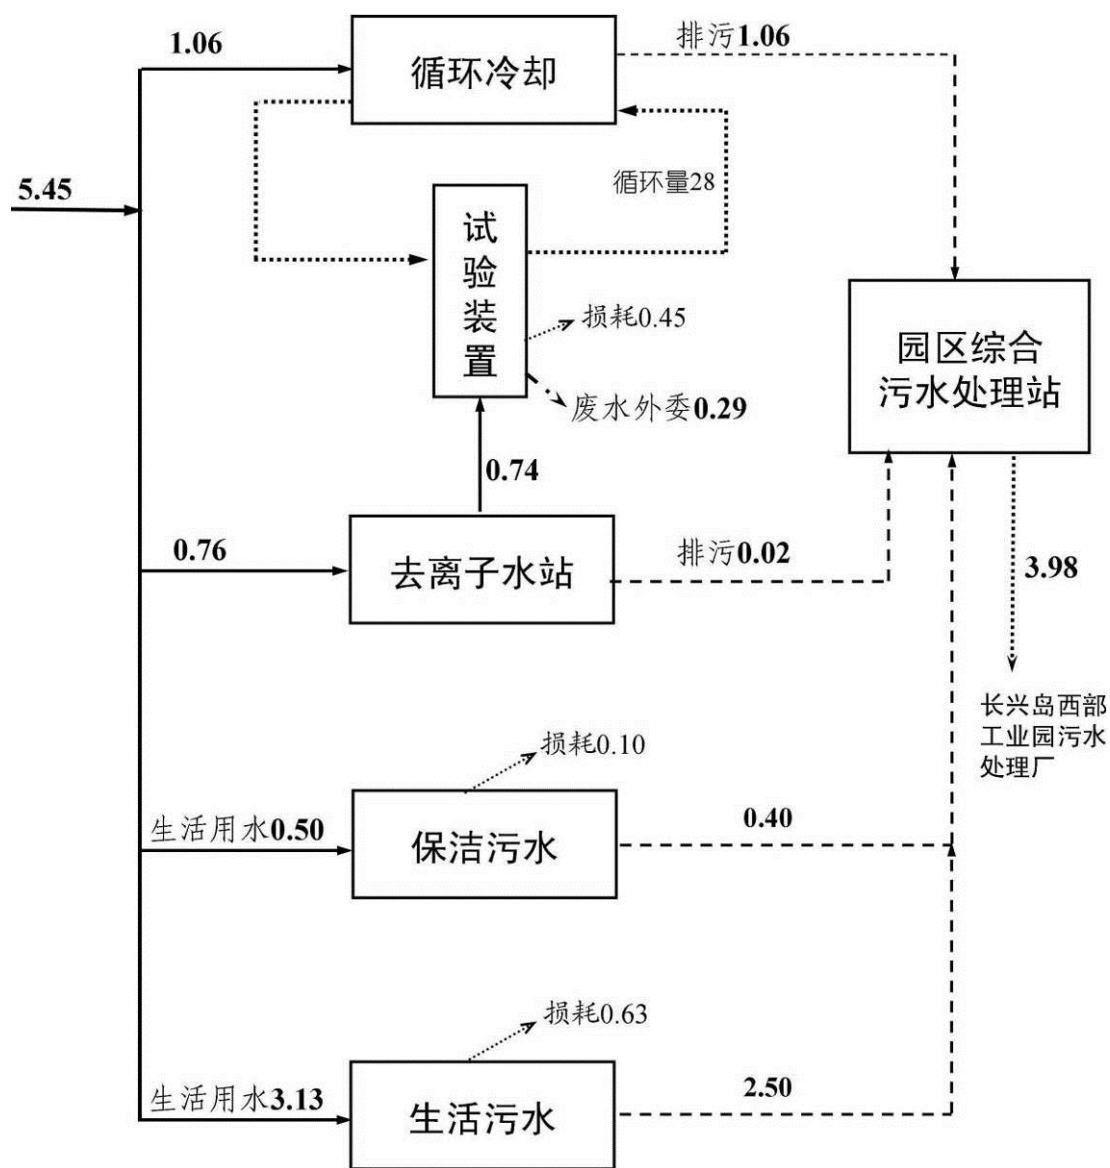 1.06
循环冷却
排污1.06
5.45
循环量28
试
验
装
置
损耗0.45
废水外委0.29
园区综合
污水处理站
0.74
0.76
去离子水站
排污0.02
3.98
长兴岛西部
工业园污水
处理厂
损耗0.10
生活用水0.50
保洁污水
0.40
损耗0.63
生活用水3.13
生活污水
2.50